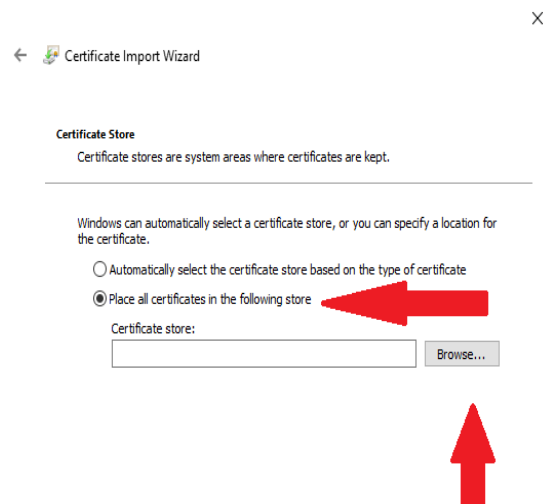 Certificate Import Wizard
Certificate Store
Certificate stores are system areas where certificates are kept.
Windows can automatically select a certificate store, or you can specify a location for
the certificate.
Automatically select the certificate store based on the type of certificate
Place all certificates in the following store
Certificate store:
Browse...